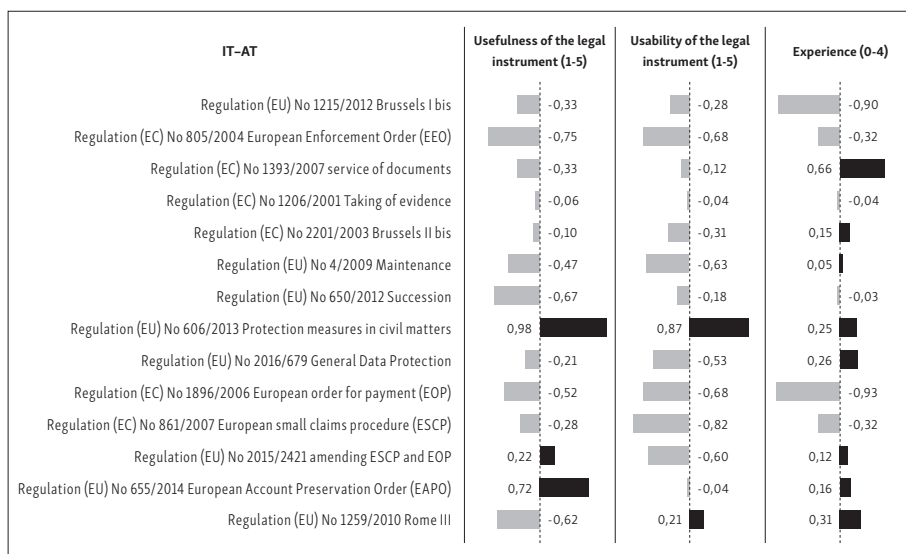 IT–AT
Usefulness of the legal instrument (1-5)
Usability of the legal instrument (1-5)
Experience (0-4)
Regulation (EU) No 1215/2012 Brussels I bis -0,33 -0,28 -0,90
Regulation (EC) No 805/2004 European Enforcement Order (EEO) -0,75 -0,68 -0,32
Regulation (EC) No 1393/2007 service of documents -0,33 -0,12 0,66
Regulation (EC) No 1206/2001 Taking of evidence -0,06 -0,04 -0,04
Regulation (EC) No 2201/2003 Brussels II bis -0,10 -0,31 0,15
Regulation (EU) No 4/2009 Maintenance -0,47 -0,63 0,05
Regulation (EU) No 650/2012 Succession -0,67 -0,18 -0,03
Regulation (EU) No 606/2013 Protection measures in civil matters 0,98 0,87 0,25
Regulation (EU) No 2016/679 General Data Protection -0,21 -0,53 0,26
Regulation (EC) No 1896/2006 European order for payment (EOP) -0,52 -0,68 -0,93
Regulation (EC) No 861/2007 European small claims procedure (ESCP) -0,28 -0,82 -0,32
Regulation (EU) No 2015/2421 amending ESCP and EOP 0,22 -0,60 0,12
Regulation (EU) No 655/2014 European Account Preservation Order (EAPO) 0,72 -0,04 0,16
Regulation (EU) No 1259/2010 Rome III -0,62 0,21 0,31